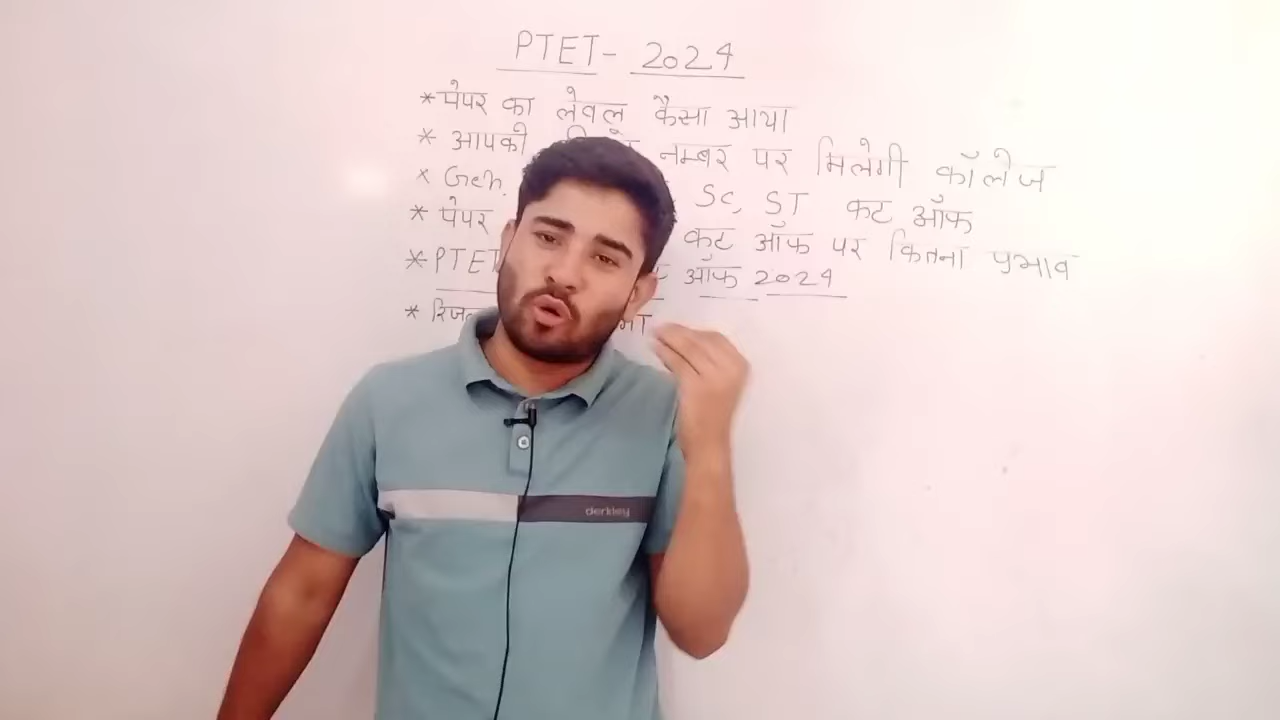 PTET- 2024
* पेपर का लेवल कैसा आया
* आपकी नम्बर पर मिलेगी कॉलेज
* Gen. SC, ST कट ऑफ
* पेपर कट ऑफ पर कितना प्रभाव
* PTET ऑफ 2024
*
derkley